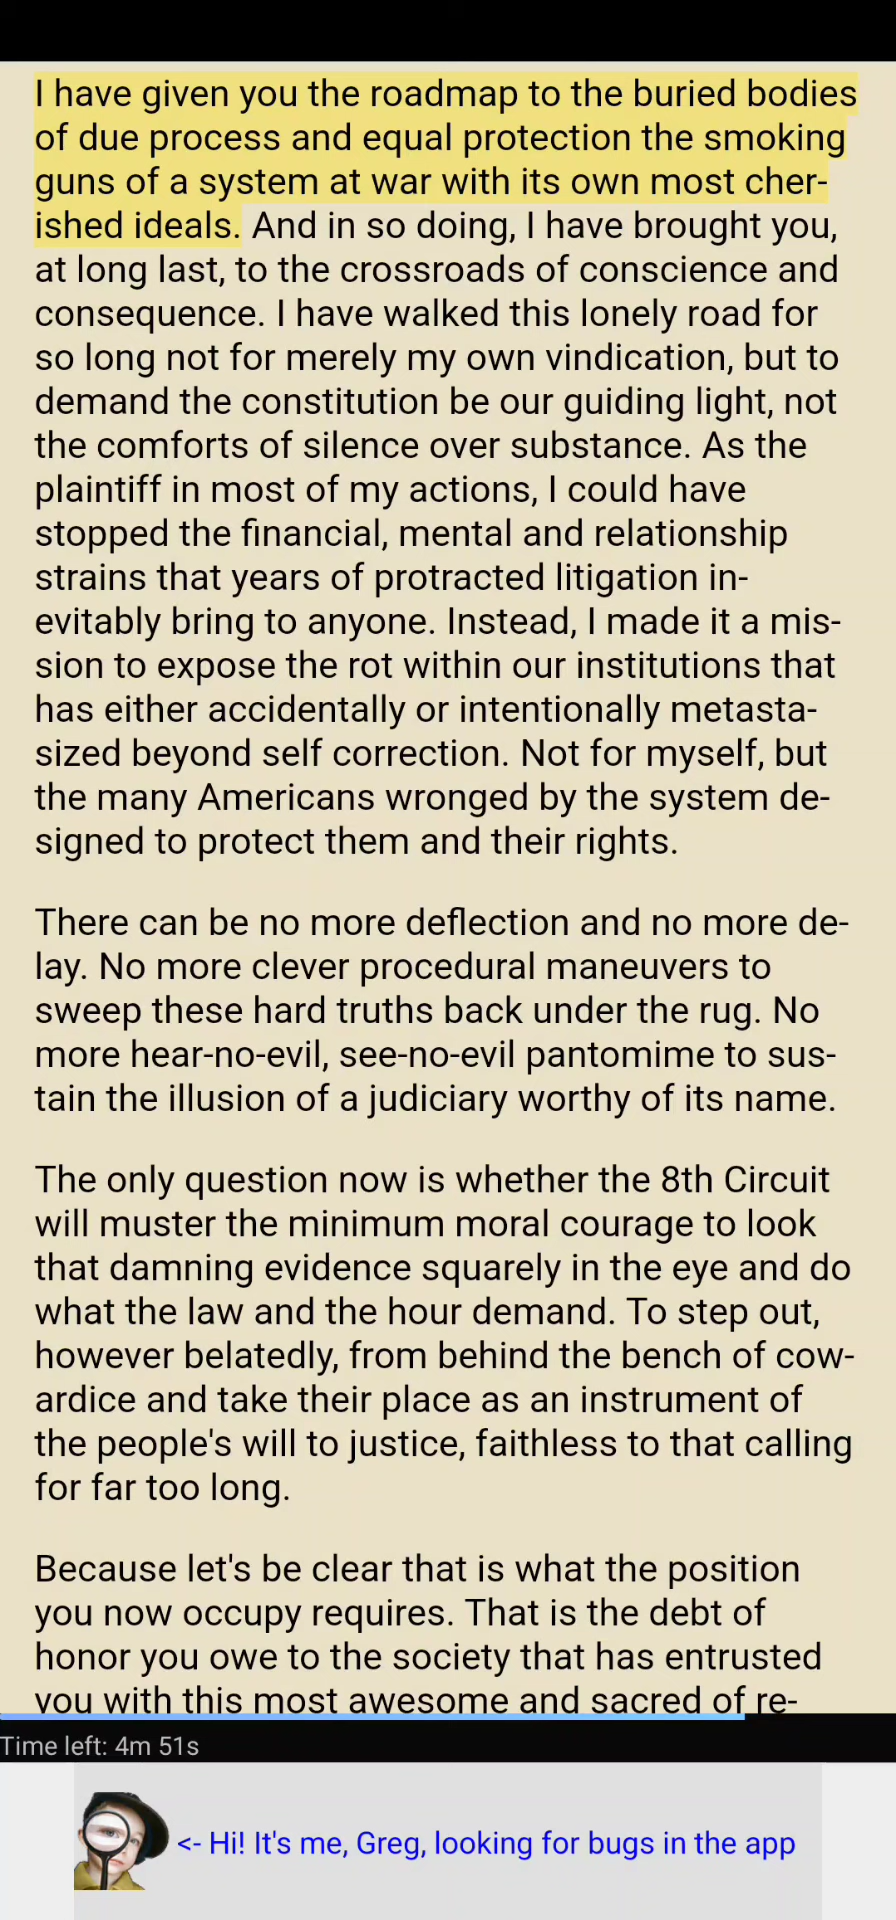 I have given you the roadmap to the buried bodies
of due process and equal protection the smoking
guns of a system at war with its own most cher-
ished ideals. And in so doing, I have brought you,
at long last, to the crossroads of conscience and
consequence. I have walked this lonely road for
so long not for merely my own vindication, but to
demand the constitution be our guiding light, not
the comforts of silence over substance. As the
plaintiff in most of my actions, I could have
stopped the financial, mental and relationship
strains that years of protracted litigation in-
evitably bring to anyone. Instead, I made it a mis-
sion to expose the rot within our institutions that
has either accidentally or intentionally metasta-
sized beyond self correction. Not for myself, but
the many Americans wronged by the system de-
signed to protect them and their rights.
There can be no more deflection and no more de-
lay. No more clever procedural maneuvers to
sweep these hard truths back under the rug. No
more hear-no-evil, see-no-evil pantomime to sus-
tain the illusion of a judiciary worthy of its name.
The only question now is whether the 8th Circuit
will muster the minimum moral courage to look
that damning evidence squarely in the eye and do
what the law and the hour demand. To step out,
however belatedly, from behind the bench of cow-
ardice and take their place as an instrument of
the people's will to justice, faithless to that calling
for far too long.
Because let's be clear that is what the position
you now occupy requires. That is the debt of
honor you owe to the society that has entrusted
you with this most awesome and sacred of re-
Time left: 4m 51s
<- Hi! It's me, Greg, looking for bugs in the app